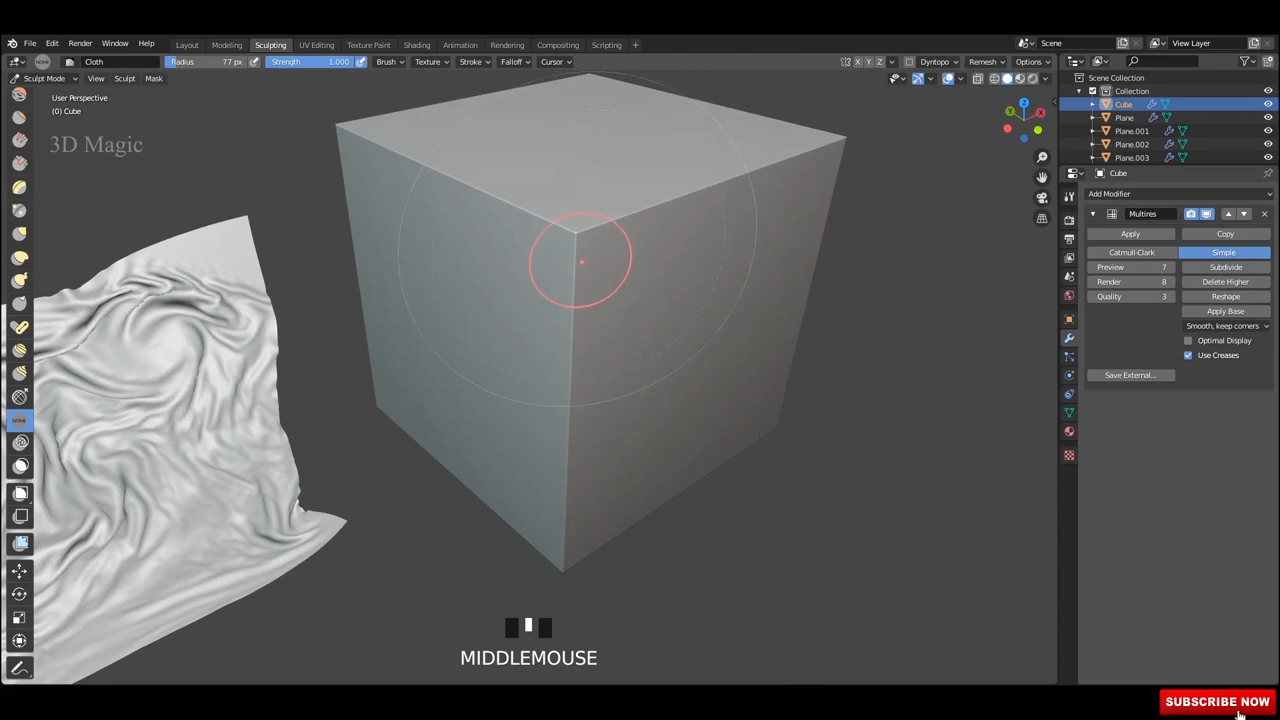 File Edit Render Window Help Layout Modeling Sculpting UV Editing Texture Paint Shading Animation Rendering Compositing Scripting + Scene View Layer
Cloth Radius 77 px Strength 1.000 Brush Texture Stroke Falloff Cursor X Y Z Dyntopo Remesh Options
Sculpt Mode View Sculpt Mask
Scene Collection
Collection
Cube
Plane
Plane.001
Plane.002
Plane.003
User Perspective
(0) Cube
3D Magic
Z
Y
X
NONE
Cube
Add Modifier
Multires
Apply Copy
Catmull-Clark Simple
Preview 7 Subdivide
Render 8 Delete Higher
Quality 3 Reshape
Apply Base
Smooth, keep corners
Optimal Display
Use Creases
Save External...
MIDDLEMOUSE
SUBSCRIBE NOW